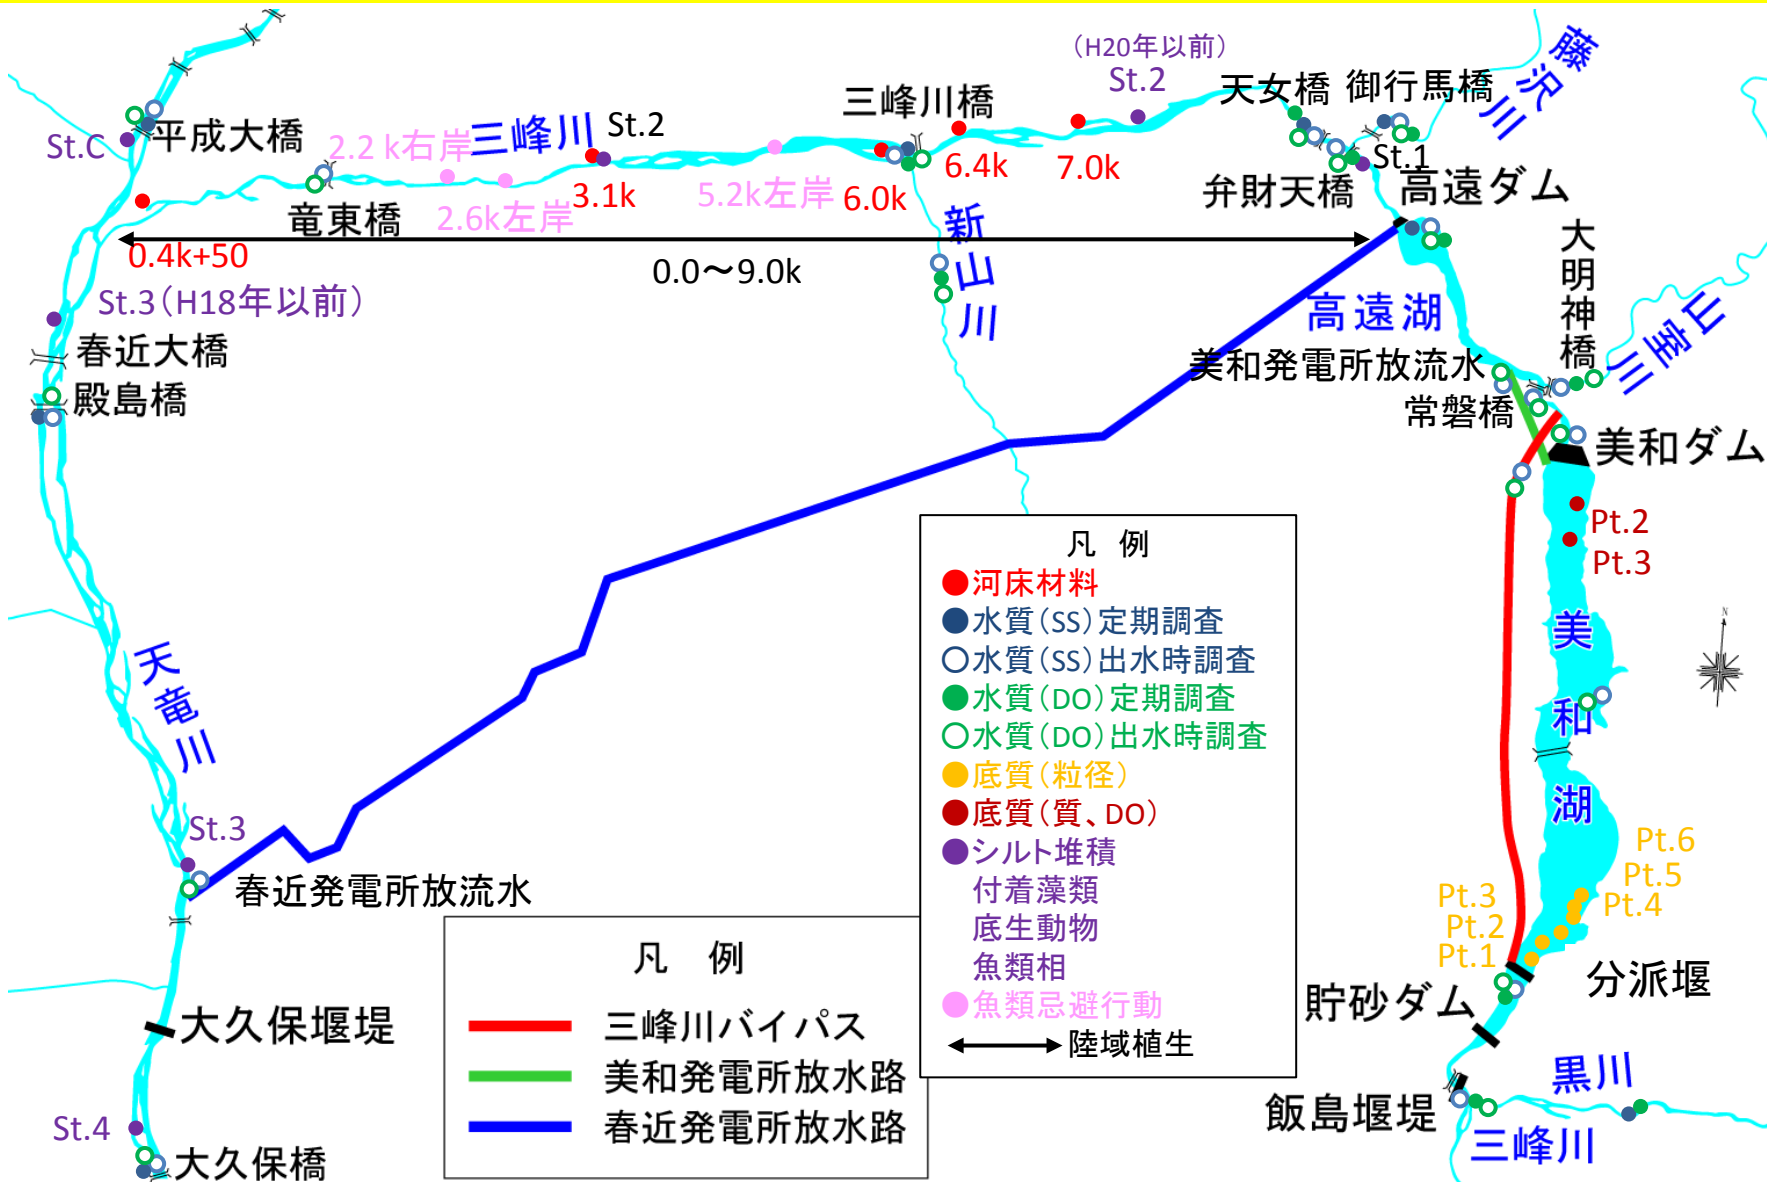 (H20年以前)
St.2
天女橋
御行馬橋
藤沢川
三峰川橋
St.C
平成大橋
2.2 k右岸
三峰川
St.2
St.1
弁財天橋
高遠ダム
竜東橋
2.6k左岸
3.1k
5.2k左岸
6.0k
6.4k
7.0k
新山川
0.4k+50
0.0～9.0k
大明神橋
St.3(H18年以前)
高遠湖
山室川
春近大橋
殿島橋
美和発電所放流水
常磐橋
美和ダム
Pt.2
Pt.3
凡 例
河床材料
水質(SS)定期調査
水質(SS)出水時調査
水質(DO)定期調査
水質(DO)出水時調査
底質(粒径)
底質(質、DO)
シルト堆積
付着藻類
底生動物
魚類相
魚類忌避行動
陸域植生
美和湖
天竜川
St.3
春近発電所放流水
Pt.6
Pt.5
Pt.4
Pt.3
Pt.2
Pt.1
分派堰
貯砂ダム
凡 例
三峰川バイパス
美和発電所放水路
春近発電所放水路
大久保堰堤
黒川
飯島堰堤
三峰川
St.4
大久保橋
N